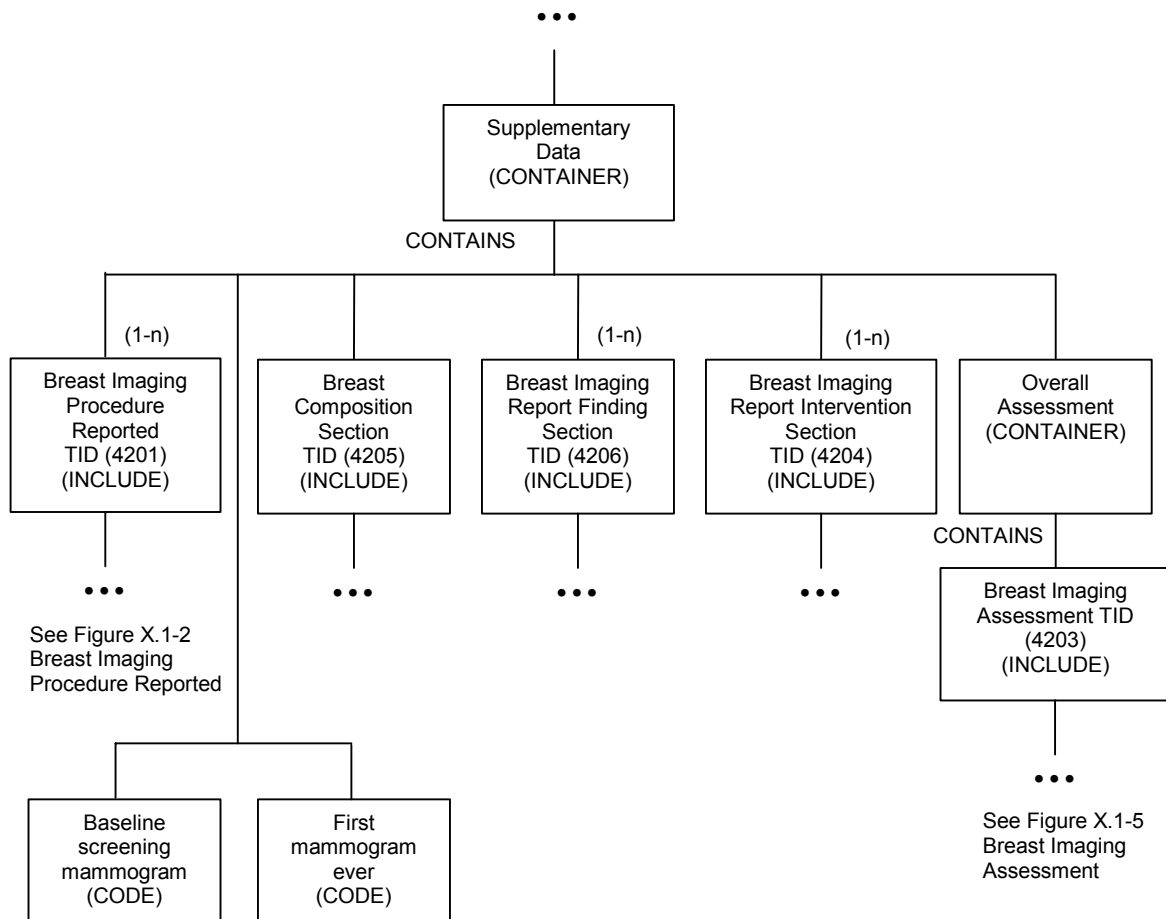 •••
Supplementary
Data
(CONTAINER)
CONTAINS
(1-n)
Breast Imaging
Procedure
Reported
TID (4201)
(INCLUDE)
•••
See Figure X.1-2
Breast Imaging
Procedure Reported
Breast
Composition
Section
TID (4205)
(INCLUDE)
•••
(1-n)
Breast Imaging
Report Finding
Section
TID (4206)
(INCLUDE)
•••
(1-n)
Breast Imaging
Report Intervention
Section
TID (4204)
(INCLUDE)
•••
Overall
Assessment
(CONTAINER)
CONTAINS
Breast Imaging
Assessment TID
(4203)
(INCLUDE)
•••
See Figure X.1-5
Breast Imaging
Assessment
Baseline
screening
mammogram
(CODE)
First
mammogram
ever
(CODE)